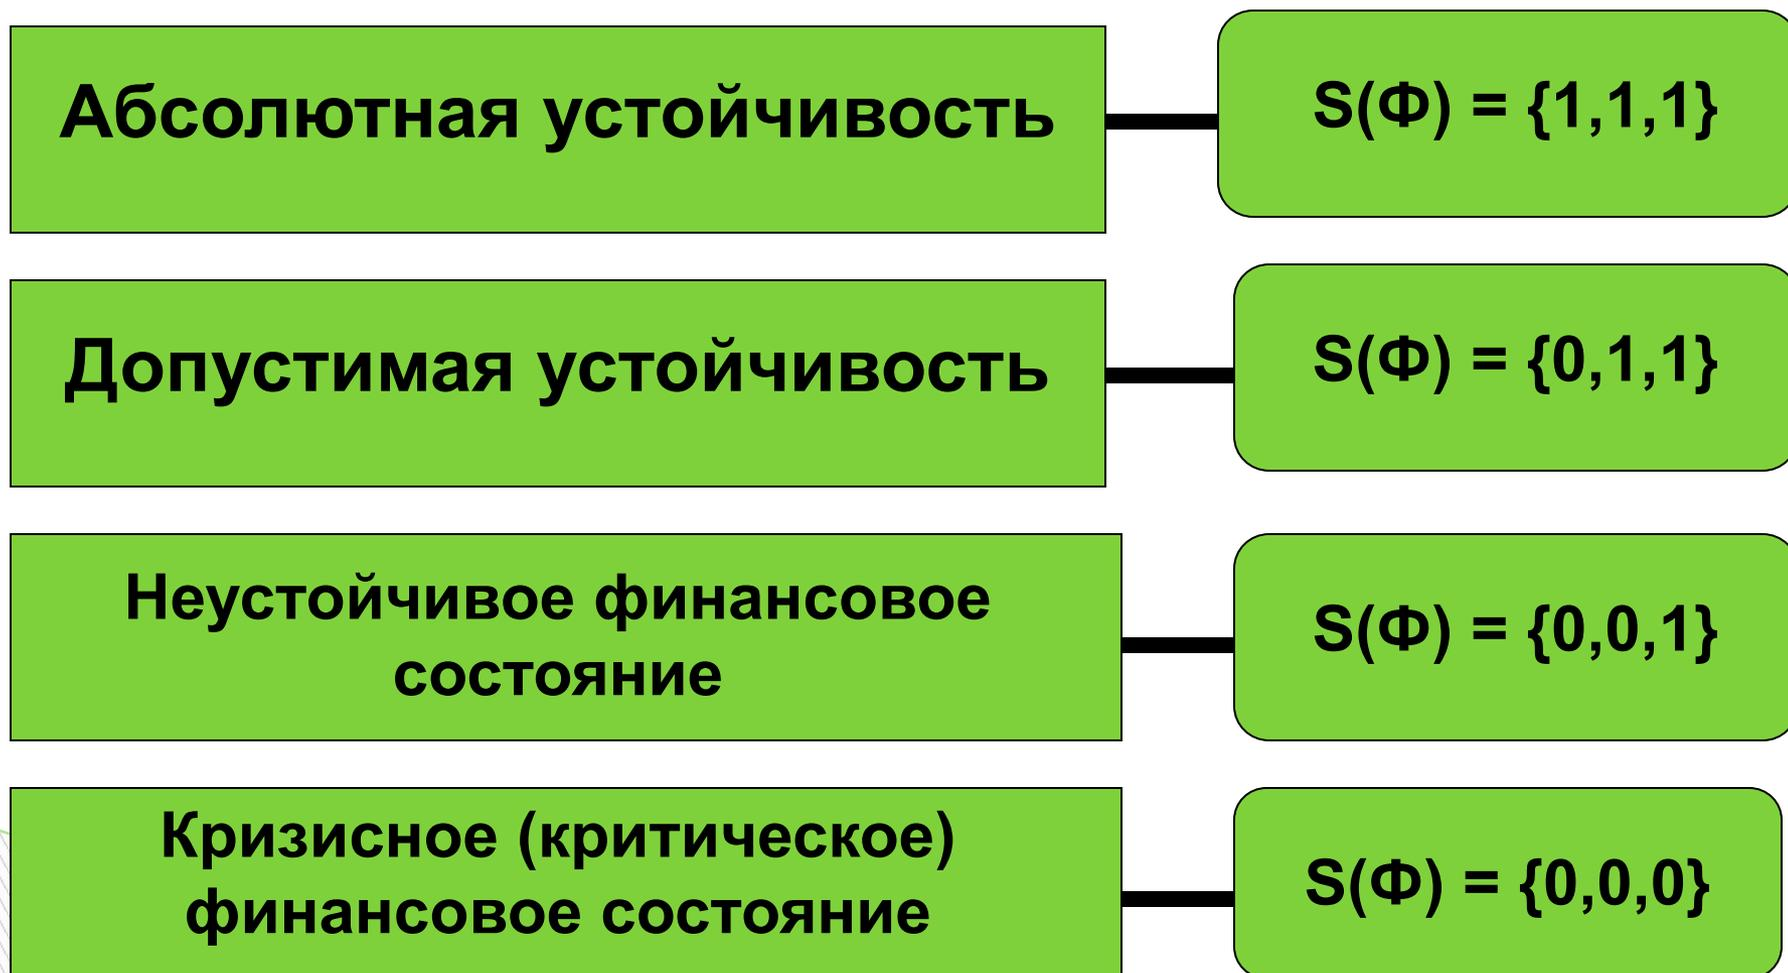 Абсолютная устойчивость
S(Ф) = {1,1,1}
Допустимая устойчивость
S(Ф) = {0,1,1}
Неустойчивое финансовое
состояние
S(Ф) = {0,0,1}
Кризисное (критическое)
финансовое состояние
S(Ф) = {0,0,0}